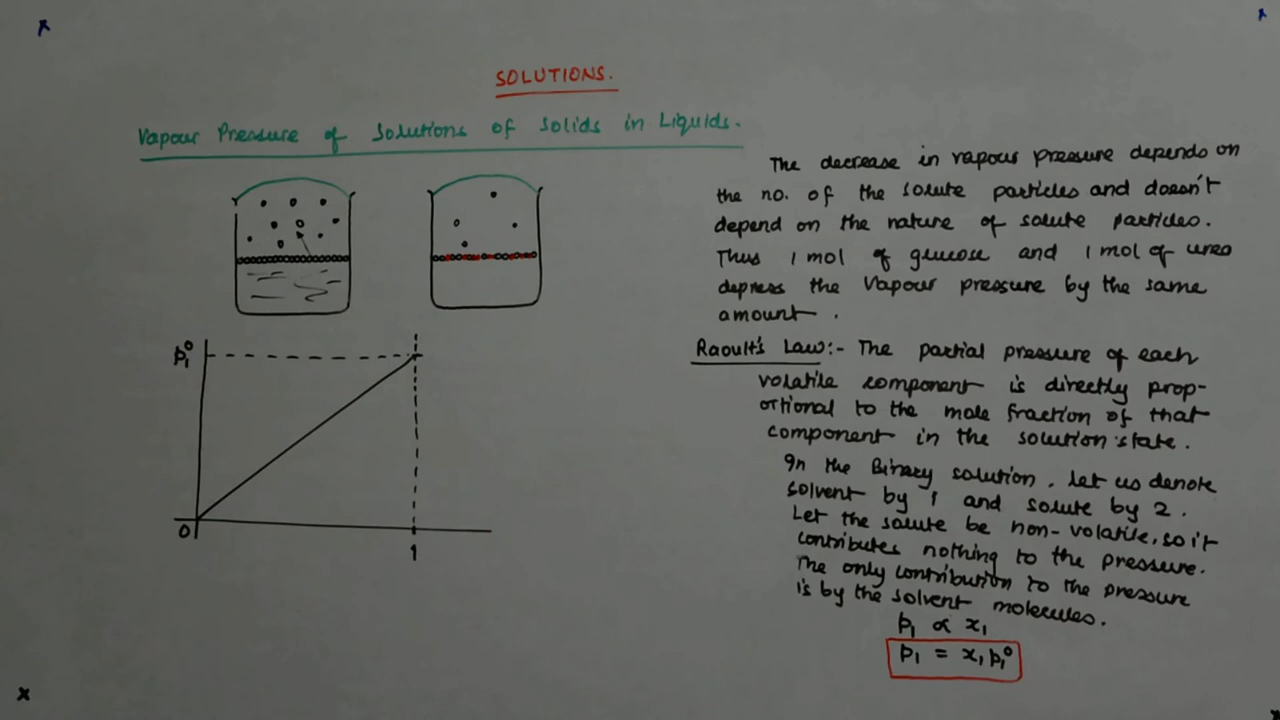 SOLUTIONS.
Vapour Pressure of Solutions of Solids in Liquids.
p₁⁰
0
1
The decrease in vapour pressure depends on
the no. of the solute particles and doesn't
depend on the nature of solute particles.
Thus 1 mol of glucose and 1 mol of urea
depress the Vapour pressure by the same
amount.
Raoult's Law:- The partial pressure of each
volatile component is directly prop-
ortional to the mole fraction of that
component in the solution state.
In the Binary solution, let us denote
solvent by 1 and solute by 2.
Let the solute be non-volatile, so it
contributes nothing to the pressure.
The only contribution to the pressure
is by the solvent molecules.
p₁ ∝ x₁
p₁ = x₁ p₁⁰